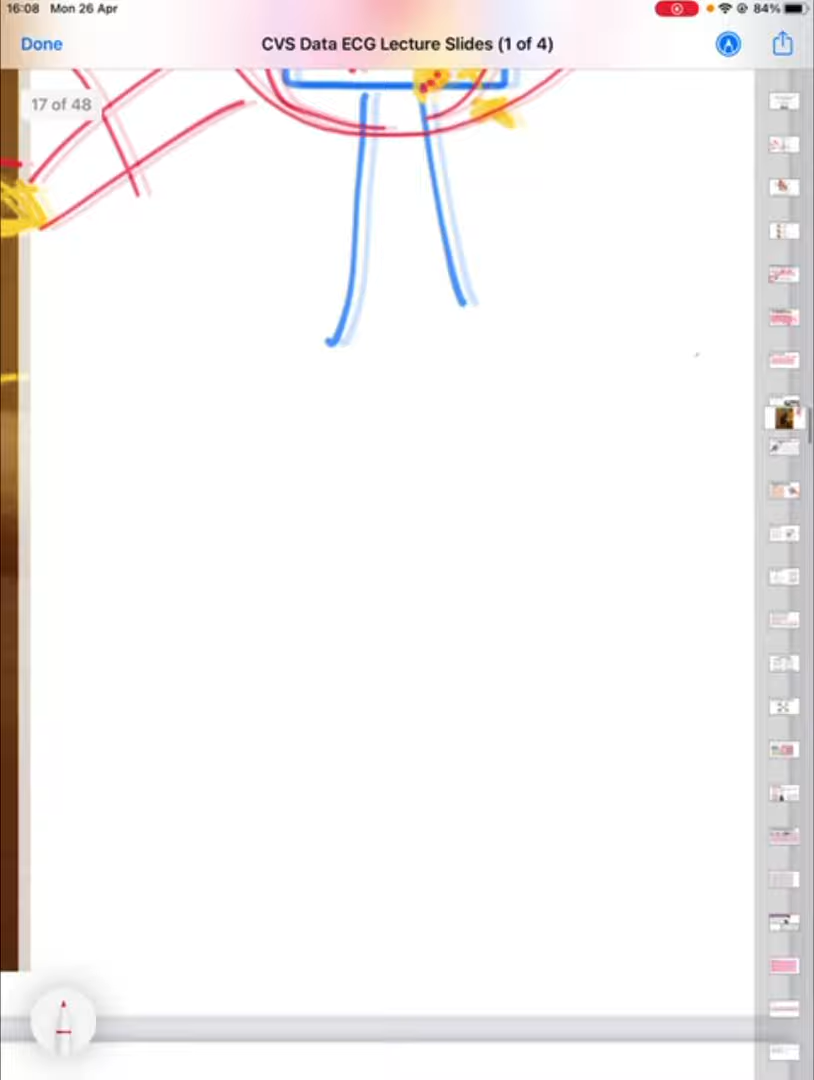 16:08 Mon 26 Apr 84%
Done CVS Data ECG Lecture Slides (1 of 4)
17 of 48